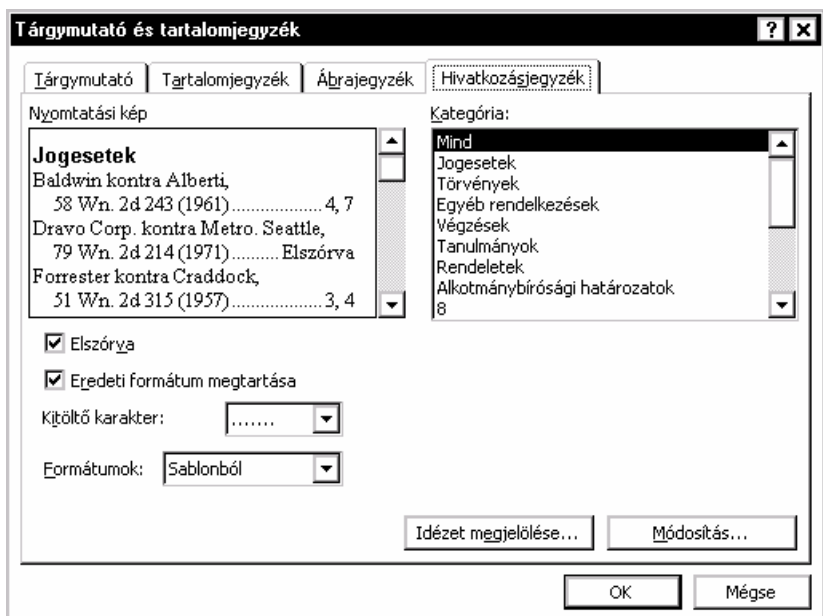 Tárgymutató és tartalomjegyzék
Tárgymutató Tartalomjegyzék Ábrajegyzék Hivatkozásjegyzék
Nyomtatási kép
Jogesetek
Baldwin kontra Alberti,
58 Wn. 2d 243 (1961)...................4, 7
Dravo Corp. kontra Metro. Seattle,
79 Wn. 2d 214 (1971)..........Elszórva
Forrester kontra Craddock,
51 Wn. 2d 315 (1957)...................3, 4
Kategória:
Mind
Jogesetek
Törvények
Egyéb rendelkezések
Végzések
Tanulmányok
Rendeletek
Alkotmánybírósági határozatok
8
Elszórva
Eredeti formátum megtartása
Kitöltő karakter: .......
Formátumok: Sablonból
Idézet megjelölése... Módosítás...
OK Mégse